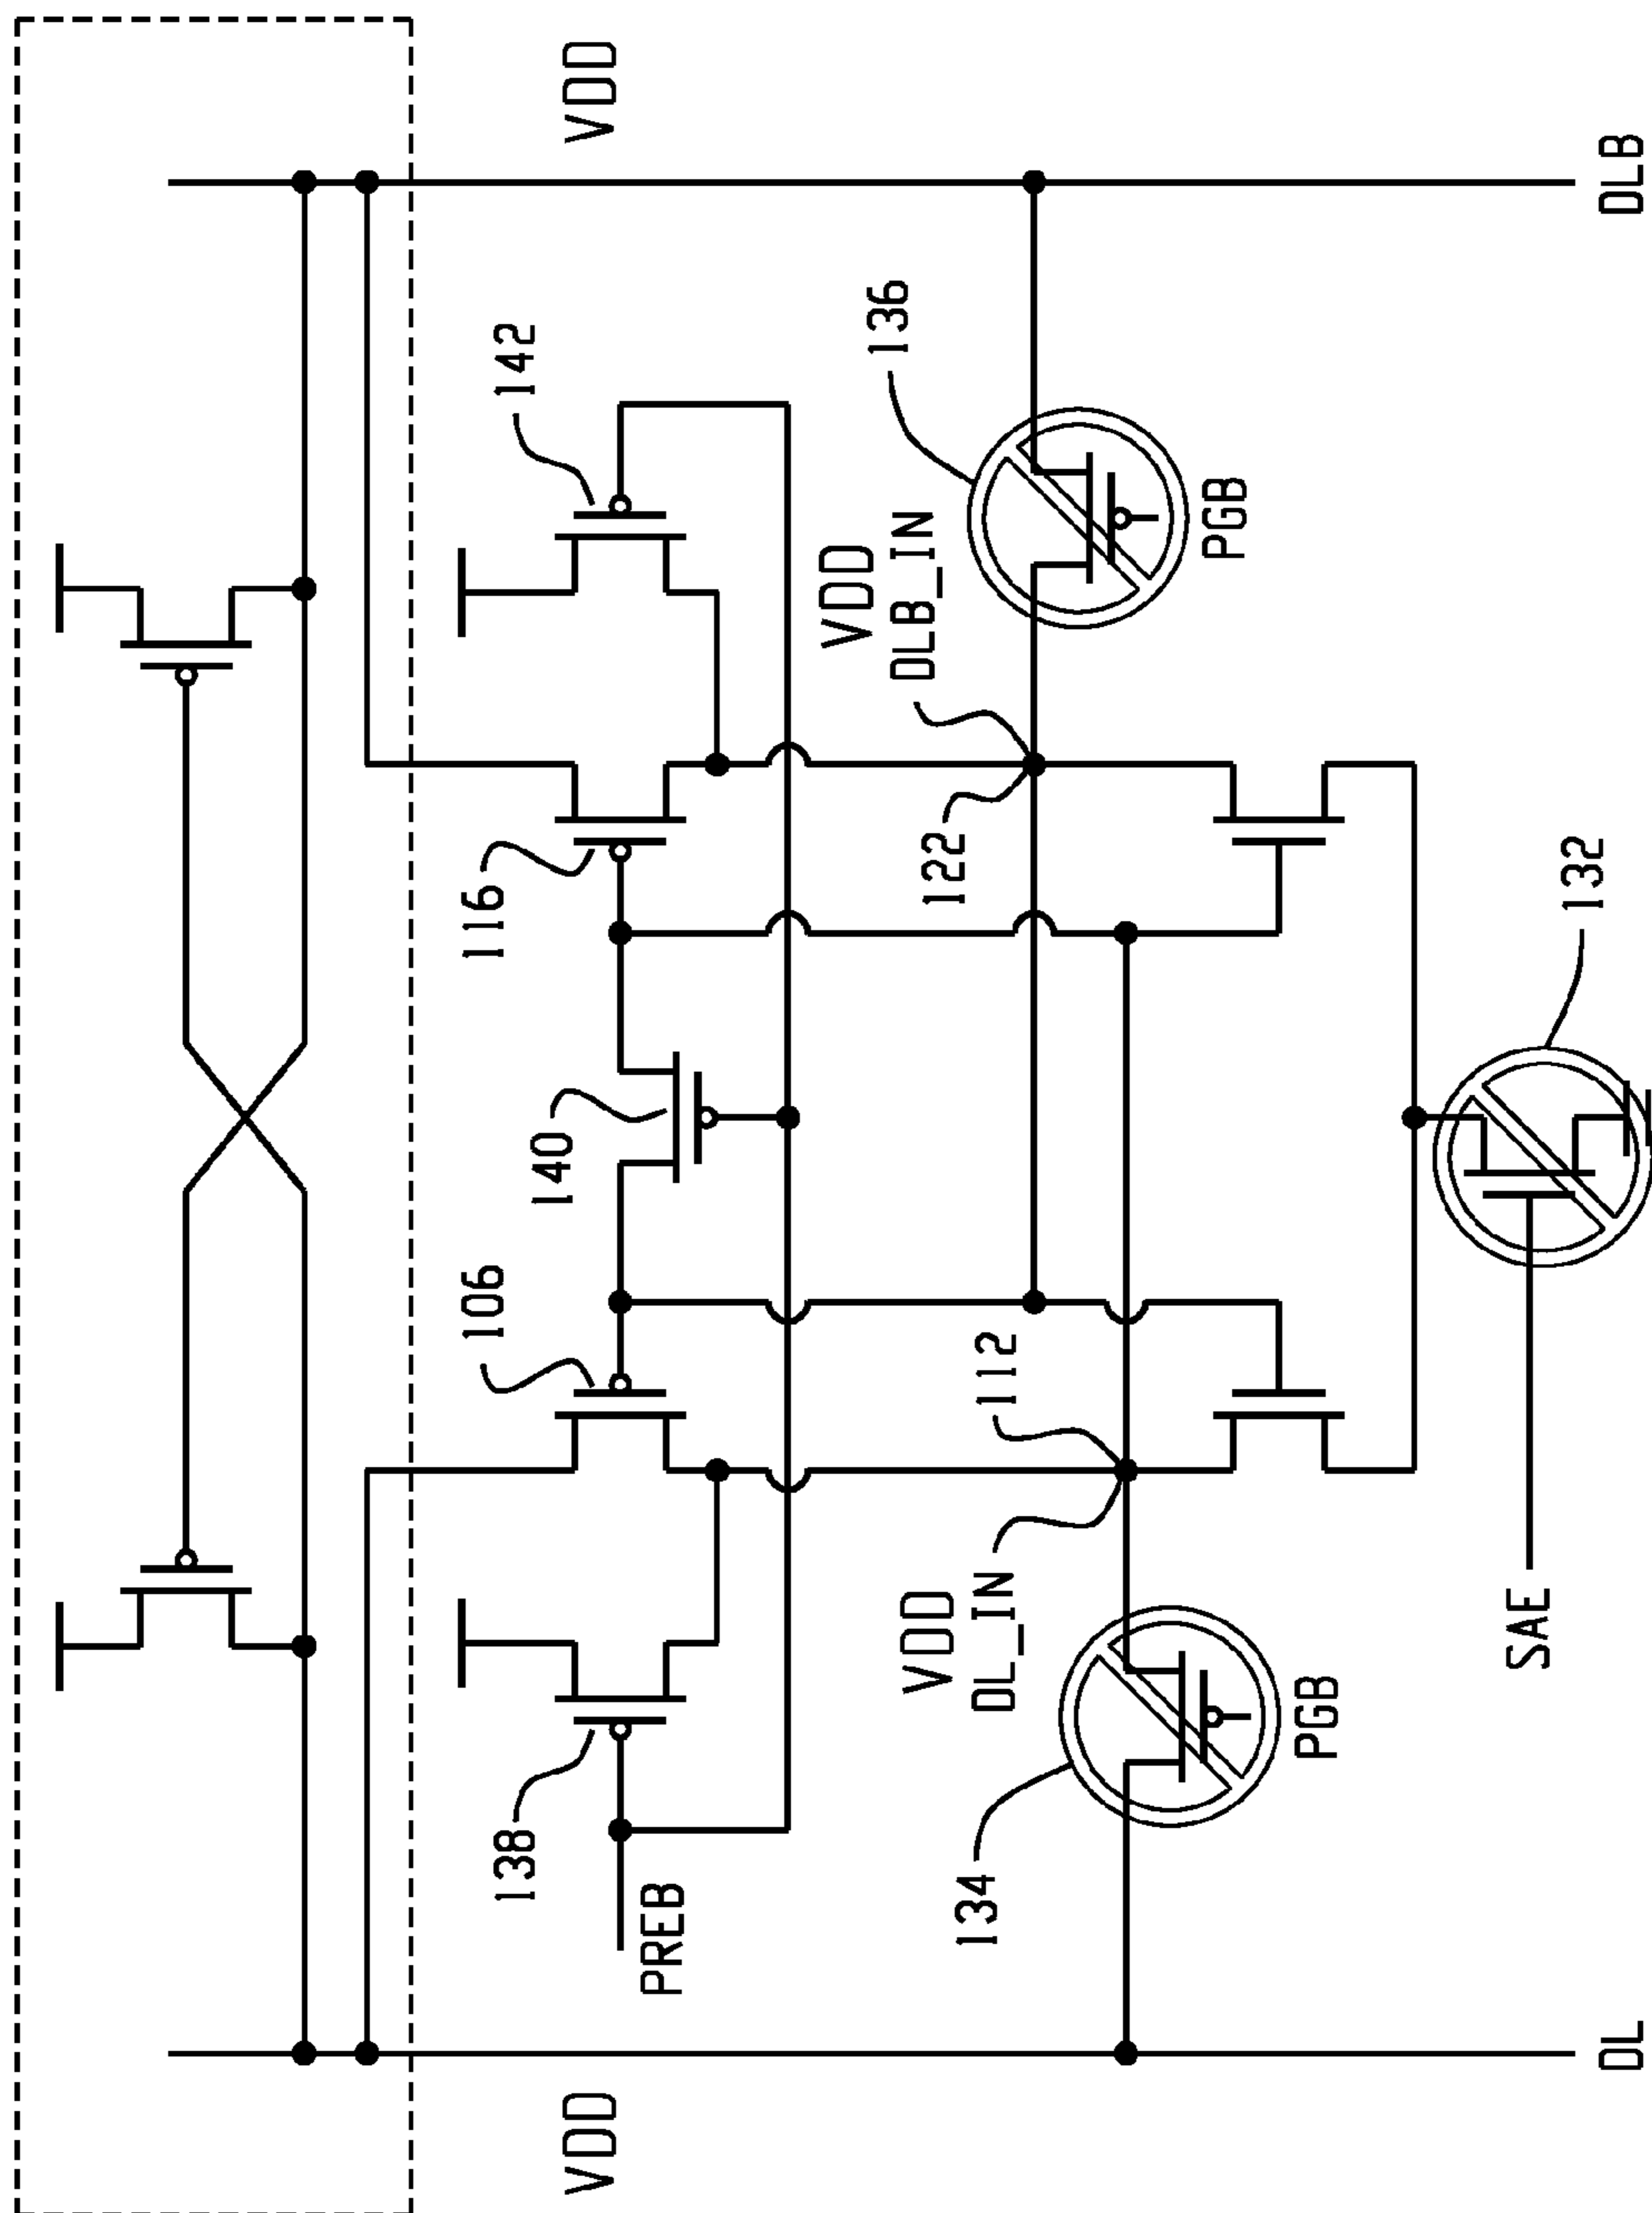 VDD
VDD
138
106
116
142
PREB
140
VDD
DL_IN
112
122
VDD
DLB_IN
136
134
PGB
PGB
SAE
132
DL
DLB